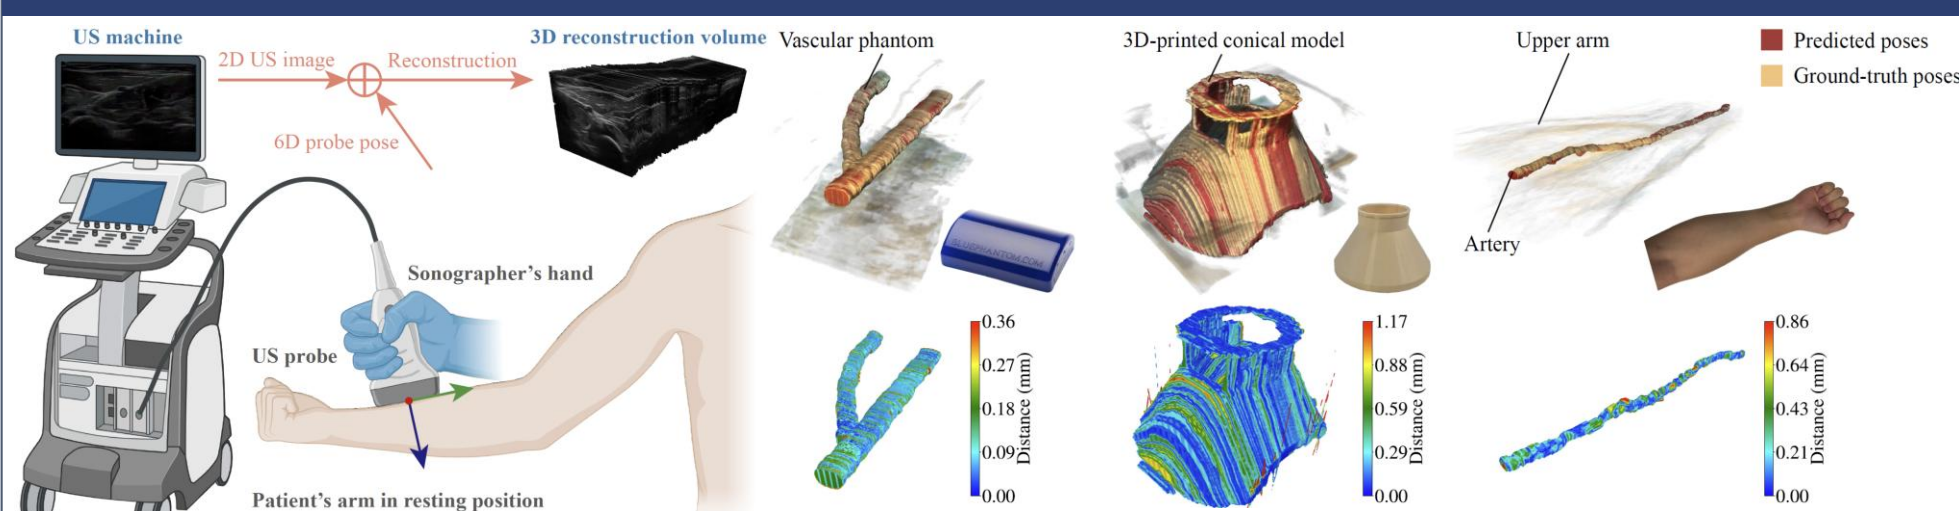 US machine
2D US image
Reconstruction
3D reconstruction volume
6D probe pose
Sonographer's hand
US probe
Patient's arm in resting position
Vascular phantom
BLUEPHANTOM.COM
3D-printed conical model
Upper arm
Artery
Predicted poses
Ground-truth poses
0.36
0.27
0.18
0.09
0.00
Distance (mm)
1.17
0.88
0.59
0.29
0.00
Distance (mm)
0.86
0.64
0.43
0.21
0.00
Distance (mm)